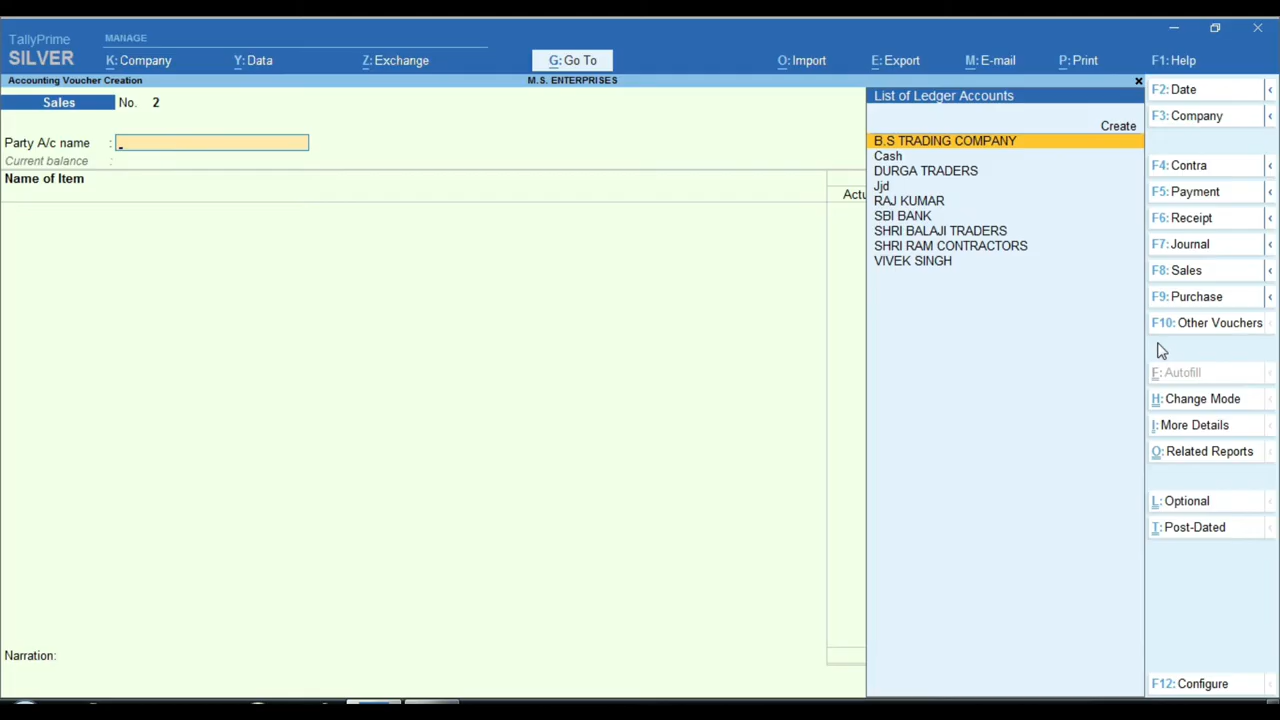 TallyPrime
SILVER
MANAGE
K: Company
Y: Data
Z: Exchange
G: Go To
O: Import
E: Export
M: E-mail
P: Print
F1: Help
Accounting Voucher Creation
M.S. ENTERPRISES
Sales No. 2
Party A/c name :
Current balance :
Name of Item
Actu
Narration:
List of Ledger Accounts
Create
B.S TRADING COMPANY
Cash
DURGA TRADERS
Jjd
RAJ KUMAR
SBI BANK
SHRI BALAJI TRADERS
SHRI RAM CONTRACTORS
VIVEK SINGH
F2: Date
F3: Company
F4: Contra
F5: Payment
F6: Receipt
F7: Journal
F8: Sales
F9: Purchase
F10: Other Vouchers
F: Autofill
H: Change Mode
I: More Details
O: Related Reports
L: Optional
T: Post-Dated
F12: Configure